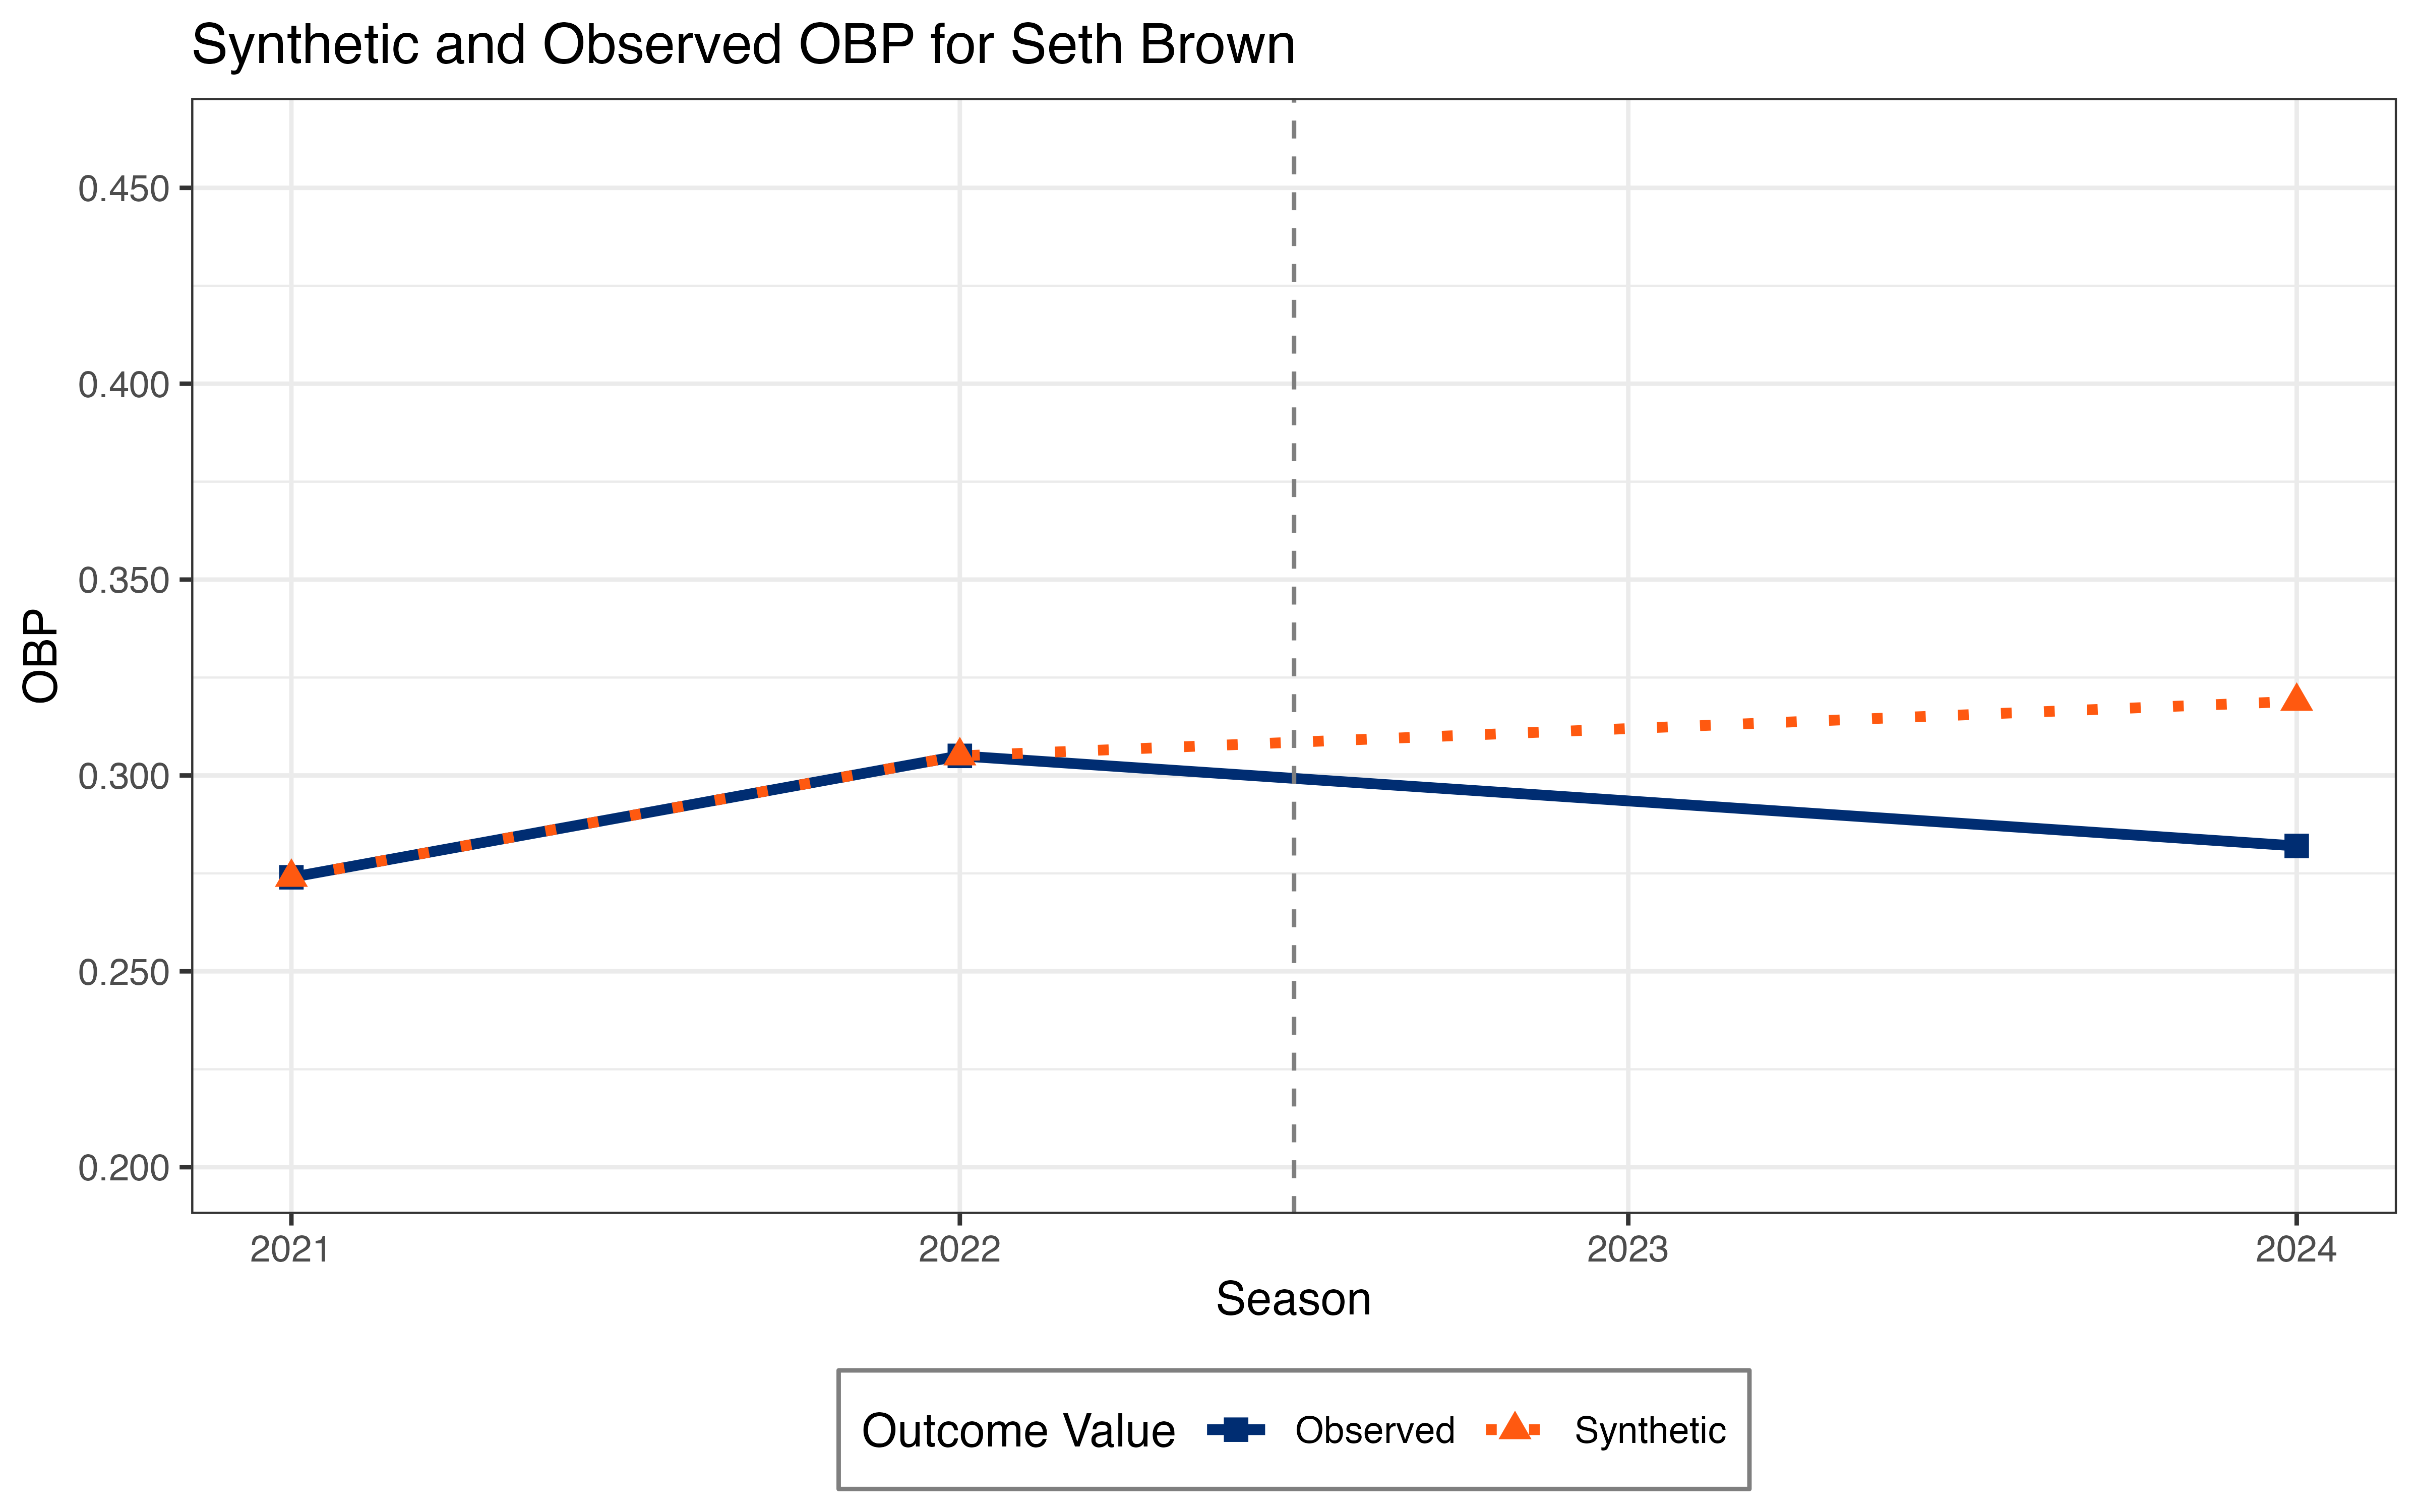 Synthetic and Observed OBP for Seth Brown
0.450
0.400
0.350
0.300
0.250
0.200
OBP
2021 2022 2023 2024
Season
Outcome Value Observed Synthetic